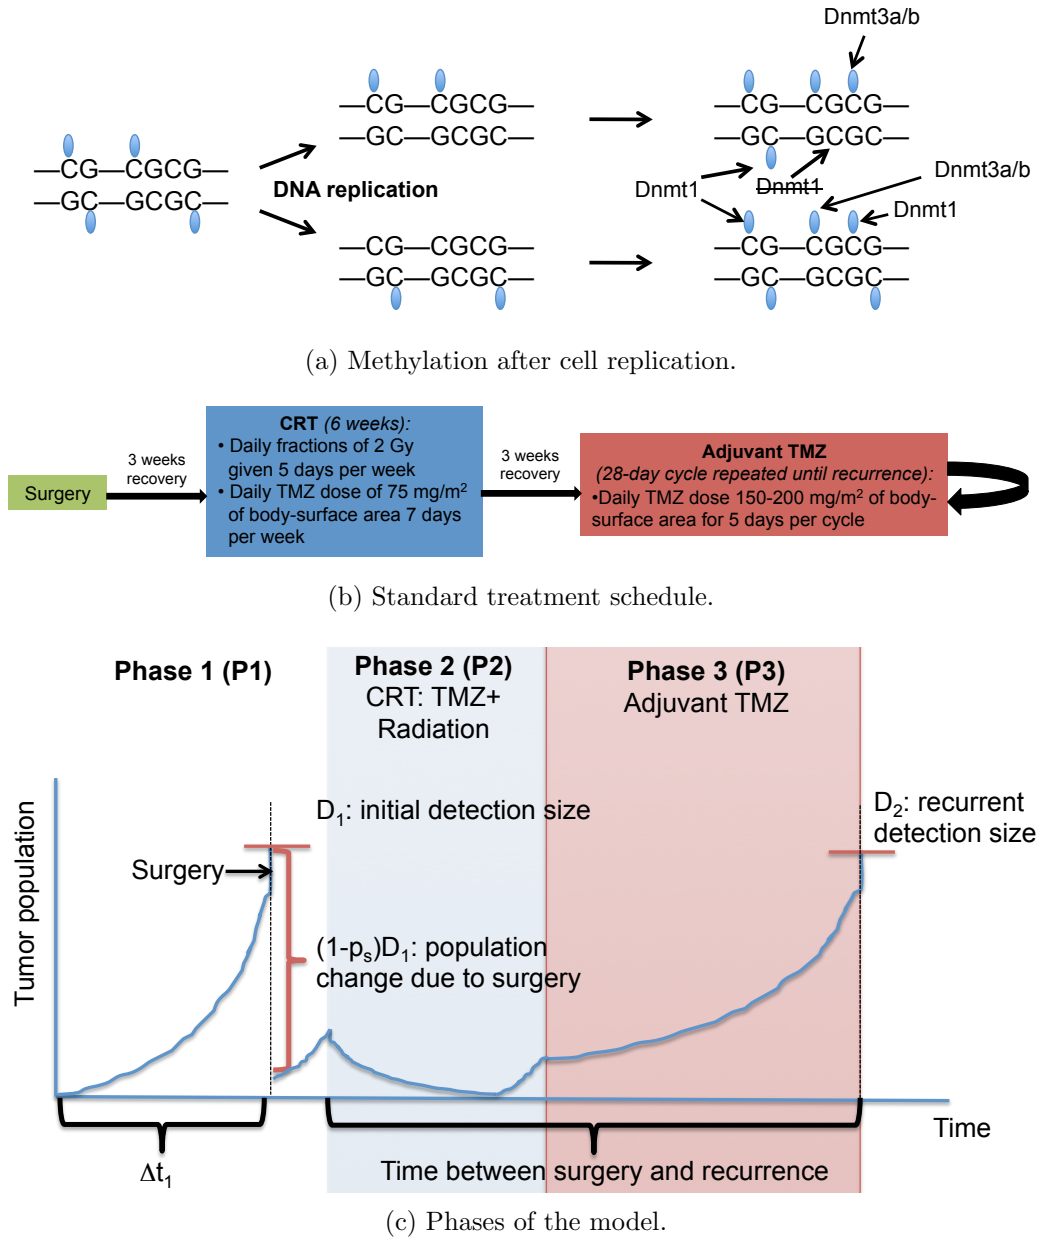 Dnmt3a/b
—CG—CGCG—
—CG—CGCG—
—GC—GCGC—
—GC—GCGC—
—CG—CGCG—
—GC—GCGC—
DNA replication
Dnmt1
Dnmt1
Dnmt3a/b
Dnmt1
—CG—CGCG—
—CG—CGCG—
—GC—GCGC—
—GC—GCGC—
(a) Methylation after cell replication.
Surgery
3 weeks
recovery
CRT (6 weeks):
• Daily fractions of 2 Gy
given 5 days per week
• Daily TMZ dose of 75 mg/m²
of body-surface area 7 days
per week
3 weeks
recovery
Adjuvant TMZ
(28-day cycle repeated until recurrence):
•Daily TMZ dose 150-200 mg/m² of body-
surface area for 5 days per cycle
(b) Standard treatment schedule.
Phase 1 (P1)
Phase 2 (P2)
CRT: TMZ+
Radiation
Phase 3 (P3)
Adjuvant TMZ
Tumor population
D₁: initial detection size
D₂: recurrent
detection size
Surgery
(1-pₛ)D₁: population
change due to surgery
Time
Δt₁
Time between surgery and recurrence
(c) Phases of the model.